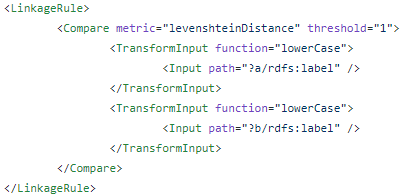 <LinkageRule>
<Compare metric="levenshteinDistance" threshold="1">
<TransformInput function="lowerCase">
<Input path="?a/rdfs:label" />
</TransformInput>
<TransformInput function="lowerCase">
<Input path="?b/rdfs:label" />
</TransformInput>
</Compare>
</LinkageRule>